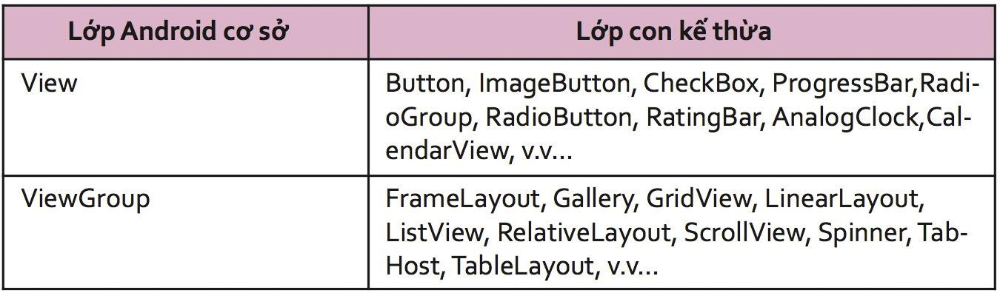 Lớp Android cơ sở
Lớp con kế thừa
View
Button, ImageButton, CheckBox, ProgressBar,Radi-
oGroup, RadioButton, RatingBar, AnalogClock,Cal-
endarView, v.v...
ViewGroup
FrameLayout, Gallery, GridView, LinearLayout,
ListView, RelativeLayout, ScrollView, Spinner, Tab-
Host, TableLayout, v.v...